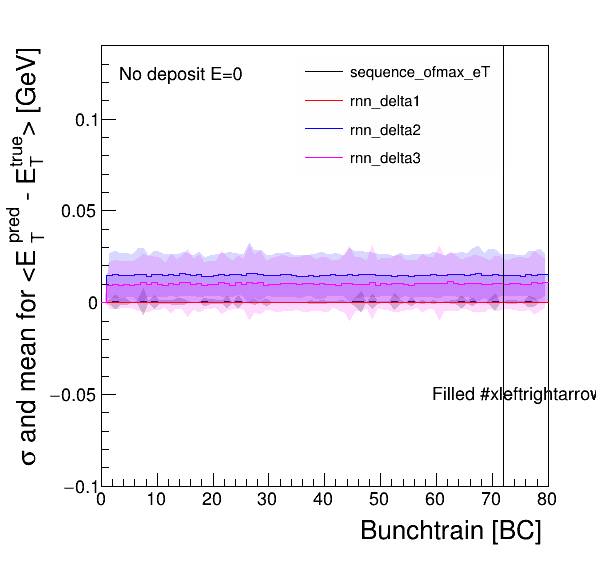 No deposit E=0
sequence_ofmax_eT
rnn_delta1
rnn_delta2
rnn_delta3
σ and mean for <E_T^pred - E_T^true> [GeV]
0.1
0.05
0
−0.05
−0.1
Filled #xleftrightarrow
0 10 20 30 40 50 60 70 80
Bunchtrain [BC]